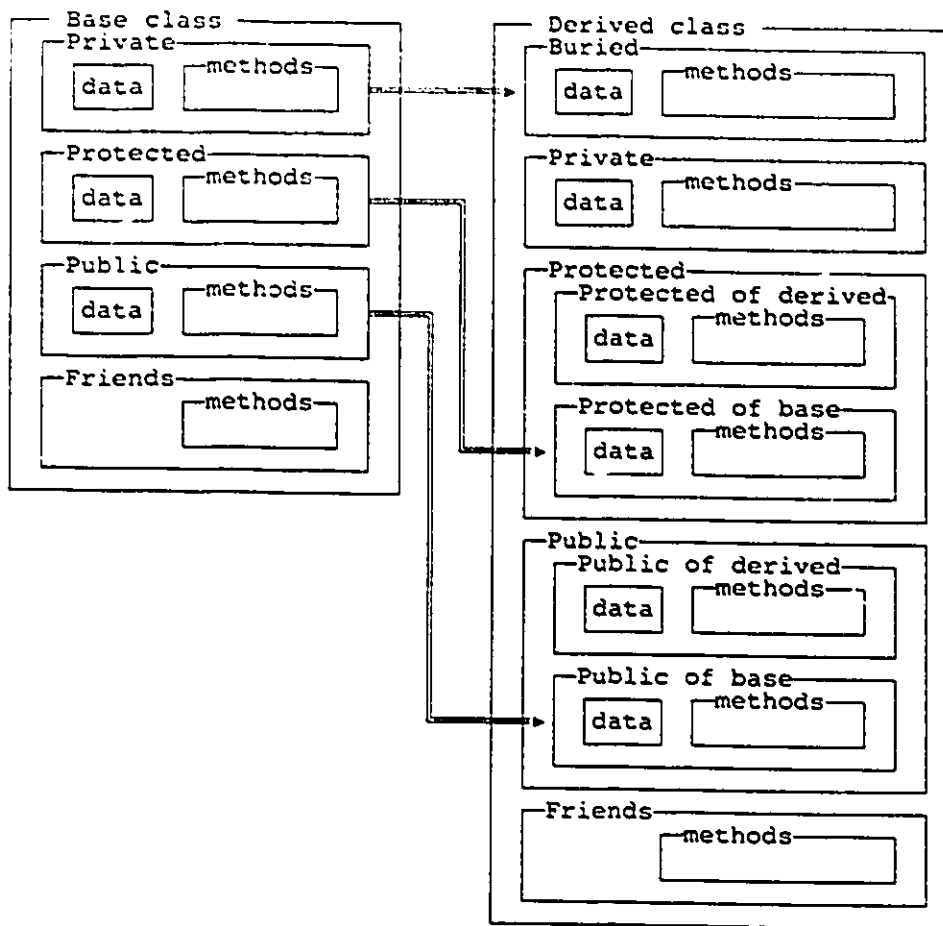 Base class
Private
methods
data
Protected
methods
data
Public
methods
data
Friends
methods
Derived class
Buried
methods
data
Private
methods
data
Protected
Protected of derived
methods
data
Protected of base
methods
data
Public
Public of derived
methods
data
Public of base
methods
data
Friends
methods